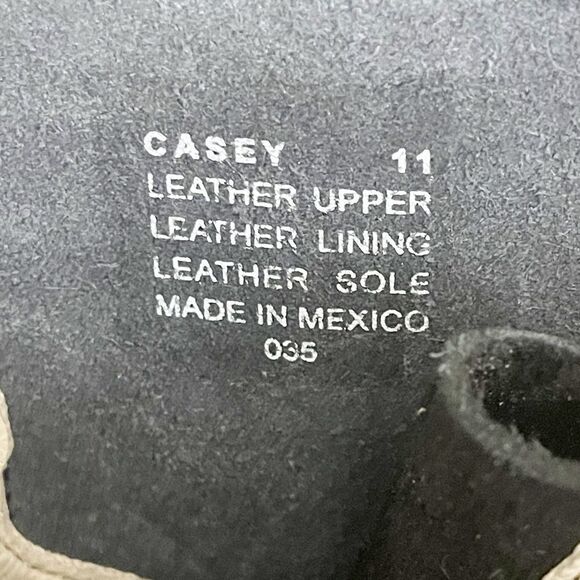 CASEY 11
LEATHER UPPER
LEATHER LINING
LEATHER SOLE
MADE IN MEXICO
035